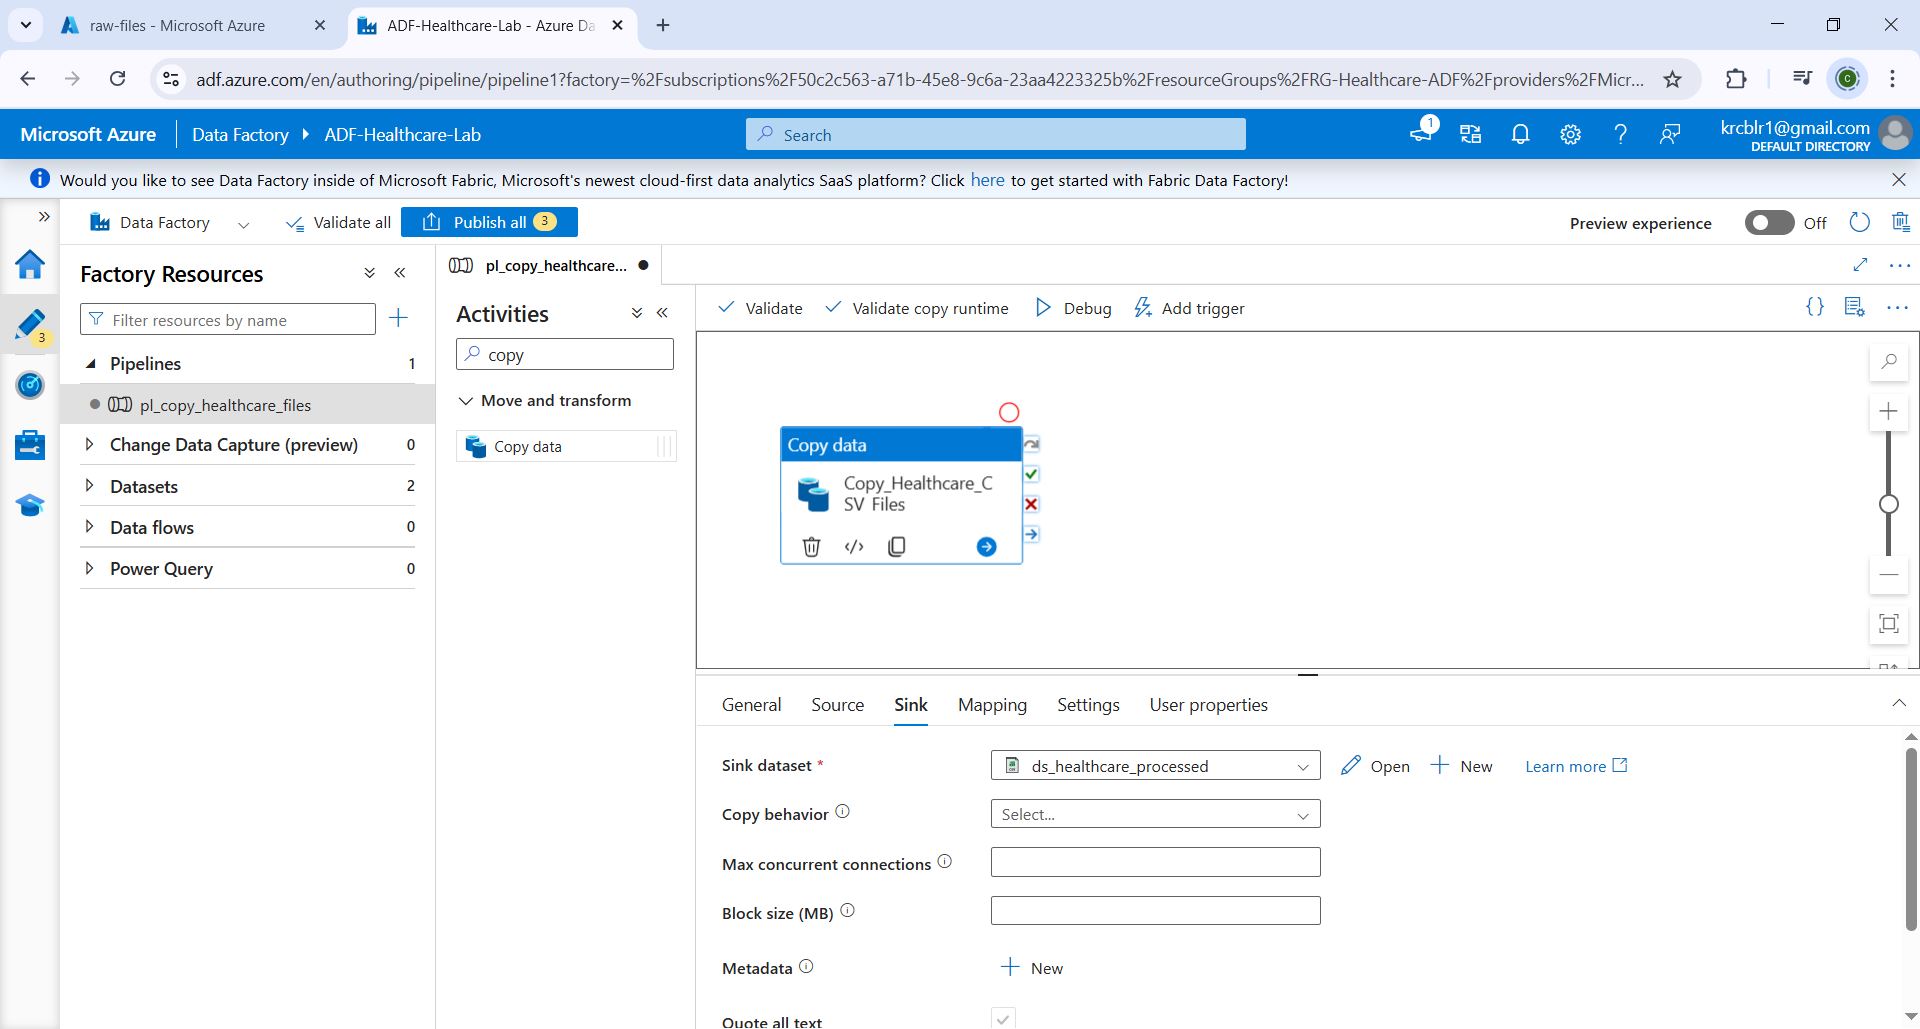 raw-files - Microsoft Azure
ADF-Healthcare-Lab - Azure Da
adf.azure.com/en/authoring/pipeline/pipeline1?factory=%2Fsubscriptions%2F50c2c563-a71b-45e8-9c6a-23aa4223325b%2FresourceGroups%2FRG-Healthcare-ADF%2Fproviders%2FMicr...
C
Microsoft Azure
Data Factory
ADF-Healthcare-Lab
Search
1
krcblr1@gmail.com
DEFAULT DIRECTORY
Would you like to see Data Factory inside of Microsoft Fabric, Microsoft's newest cloud-first data analytics SaaS platform? Click here to get started with Fabric Data Factory!
Data Factory
Validate all
Publish all 3
Preview experience
Off
3
Factory Resources
Filter resources by name
Pipelines 1
pl_copy_healthcare_files
Change Data Capture (preview) 0
Datasets 2
Data flows 0
Power Query 0
pl_copy_healthcare...
Activities
copy
Move and transform
Copy data
Validate
Validate copy runtime
Debug
Add trigger
{}
Copy data
Copy_Healthcare_C
SV Files
General
Source
Sink
Mapping
Settings
User properties
Sink dataset *
ds_healthcare_processed
Open
New
Learn more
Copy behavior
Select...
Max concurrent connections
Block size (MB)
Metadata
New
Quote all text